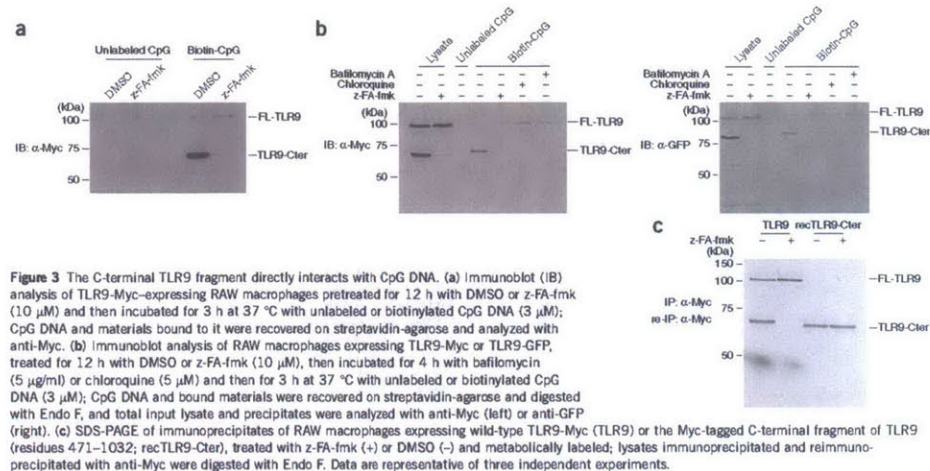 a
Unlabeled CpG Biotin-CpG
DMSO z-FA-fmk DMSO z-FA-fmk
(kDa)
100
FL-TLR9
IB: α-Myc 75
TLR9-Cter
50
b
Lysate Unlabeled CpG Biotin-CpG
Bafilomycin A – – – – – +
Chloroquine – – – – + –
z-FA-fmk – + – – + – –
(kDa)
100
FL-TLR9
IB: α-Myc 75
TLR9-Cter
50
Lysate Unlabeled CpG Biotin-CpG
Bafilomycin A – – – – – +
Chloroquine – – – – + –
z-FA-fmk – + – – + – –
(kDa)
100
FL-TLR9
TLR9-Cter
IB: α-GFP 75
50
c
TLR9 recTLR9-Cter
z-FA-fmk – + – +
(kDa)
150
100
FL-TLR9
IP: α-Myc 75
re-IP: α-Myc
TLR9-Cter
50
Figure 3 The C-terminal TLR9 fragment directly interacts with CpG DNA. (a) Immunoblot (IB)
analysis of TLR9-Myc–expressing RAW macrophages pretreated for 12 h with DMSO or z-FA-fmk
(10 μM) and then incubated for 3 h at 37 °C with unlabeled or biotinylated CpG DNA (3 μM);
CpG DNA and materials bound to it were recovered on streptavidin-agarose and analyzed with
anti-Myc. (b) Immunoblot analysis of RAW macrophages expressing TLR9-Myc or TLR9-GFP,
treated for 12 h with DMSO or z-FA-fmk (10 μM), then incubated for 4 h with bafilomycin
(5 μg/ml) or chloroquine (5 μM) and then for 3 h at 37 °C with unlabeled or biotinylated CpG
DNA (3 μM); CpG DNA and bound materials were recovered on streptavidin-agarose and digested
with Endo F, and total input lysate and precipitates were analyzed with anti-Myc (left) or anti-GFP
(right). (c) SDS-PAGE of immunoprecipitates of RAW macrophages expressing wild-type TLR9-Myc (TLR9) or the Myc-tagged C-terminal fragment of TLR9
(residues 471–1032; recTLR9-Cter), treated with z-FA-fmk (+) or DMSO (–) and metabolically labeled; lysates immunoprecipitated and reimmuno-
precipitated with anti-Myc were digested with Endo F. Data are representative of three independent experiments.